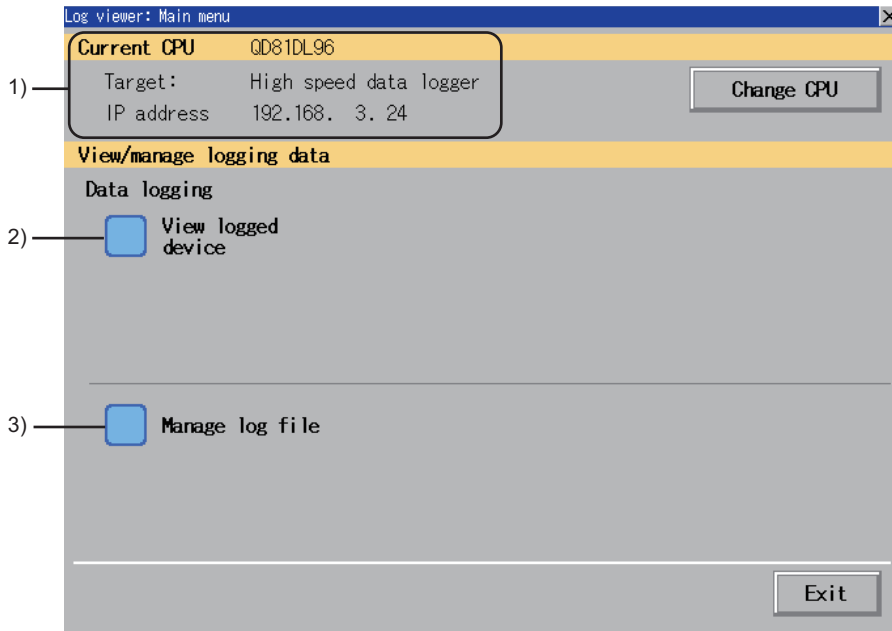 Log viewer: Main menu
Current CPU QD81DL96
1)
Target: High speed data logger
Change CPU
IP address 192.168. 3. 24
View/manage logging data
Data logging
2)
View logged
device
3)
Manage log file
Exit